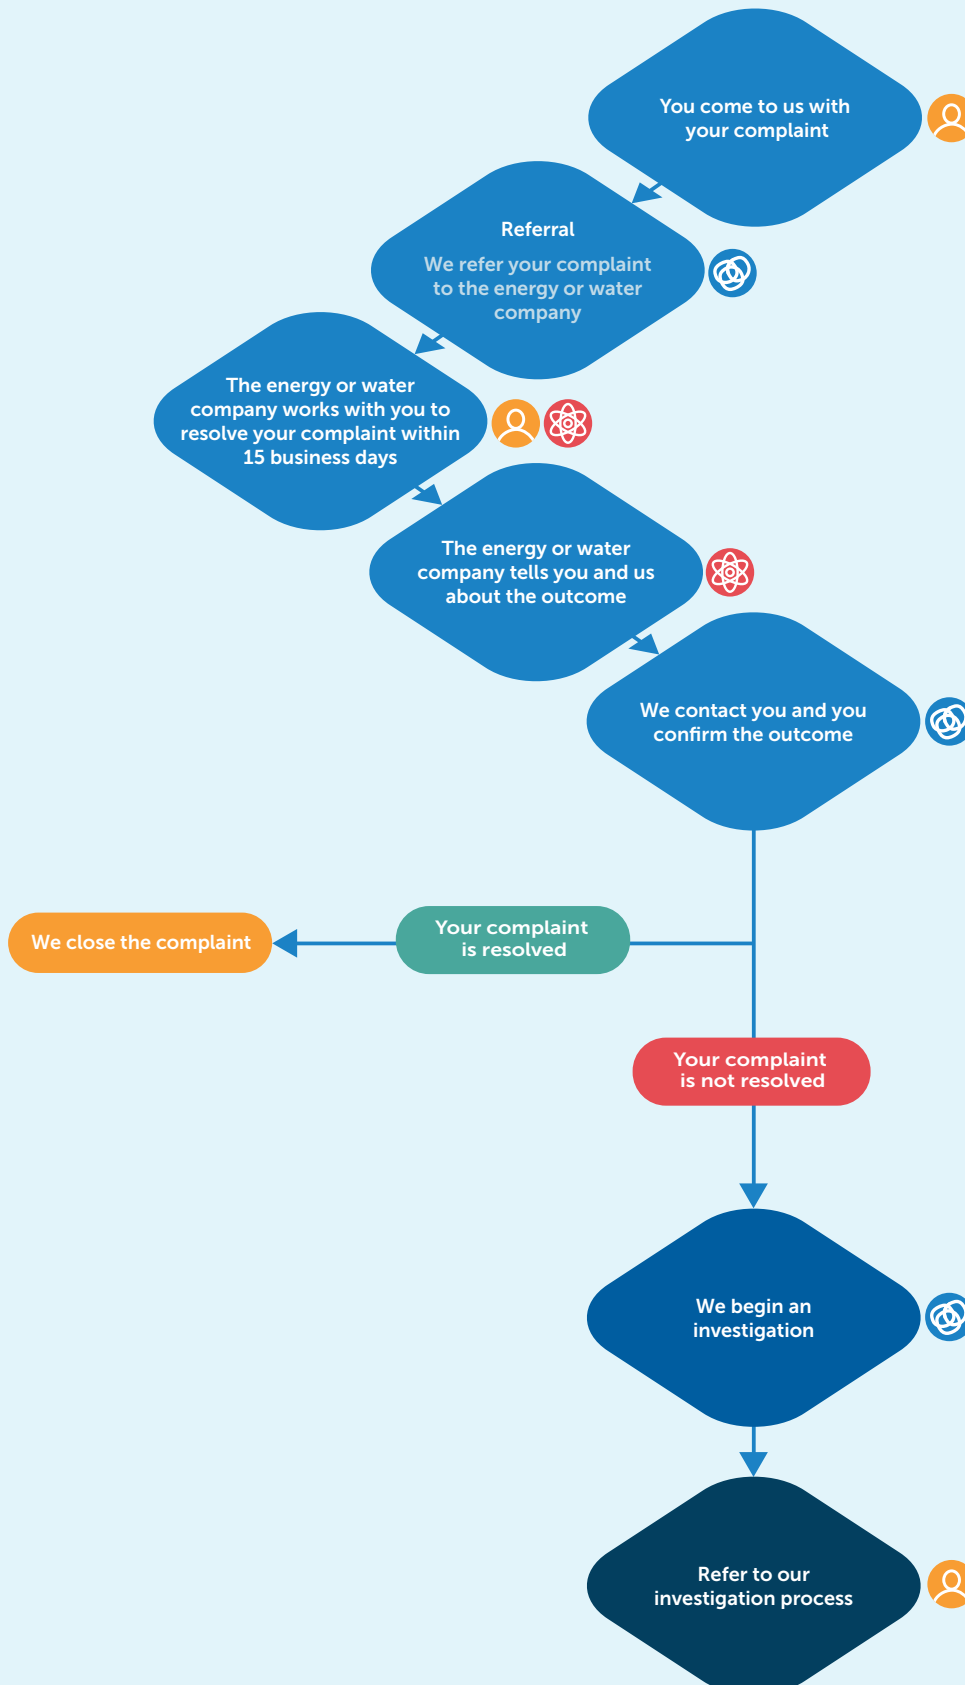 You come to us with
your complaint
Referral
We refer your complaint
to the energy or water
company
The energy or water
company works with you to
resolve your complaint within
15 business days
The energy or water
company tells you and us
about the outcome
We contact you and you
confirm the outcome
We close the complaint
Your complaint
is resolved
Your complaint
is not resolved
We begin an
investigation
Refer to our
investigation process